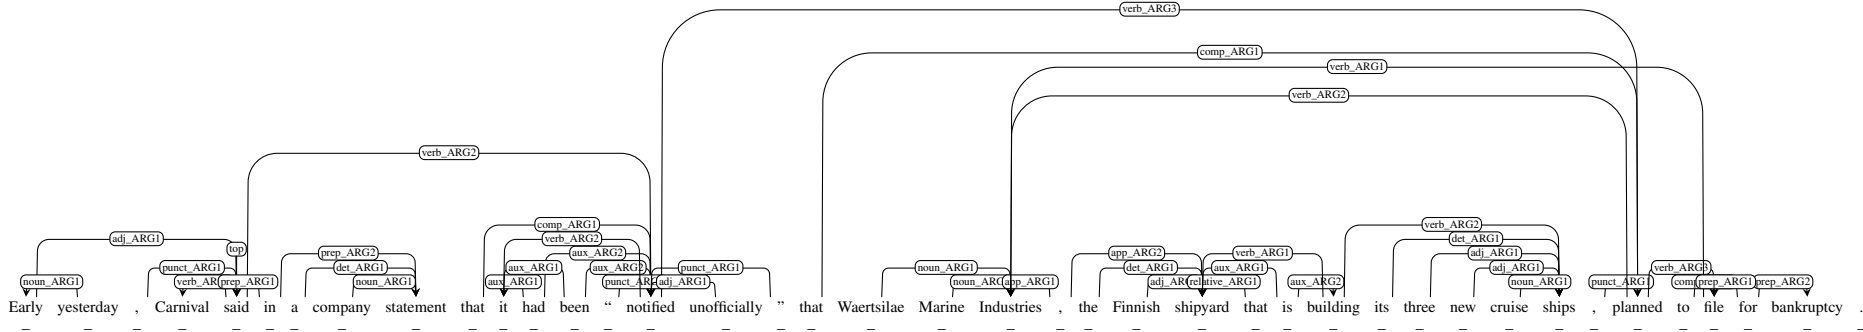 verb_ARG3
comp_ARG1
verb_ARG1
verb_ARG2
verb_ARG2
comp_ARG1 verb_ARG2
adj_ARG1 verb_ARG2 det_ARG1
top prep_ARG2 aux_ARG2 app_ARG2 verb_ARG1 adj_ARG1
punct_ARG1 det_ARG1 aux_ARG1 aux_ARG2 punct_ARG1 noun_ARG1 det_ARG1 aux_ARG1 adj_ARG1 verb_ARG3
noun_ARG1 prep_ARG1 noun_ARG1 adj_ARG1 app_ARG1 aux_ARG2 noun_ARG1 punct_ARG1 prep_ARG1 prep_ARG2
Early yesterday , Carnival said in a company statement that it had been “ notified unofficially ” that Waertsilae Marine Industries , the Finnish shipyard that is building its three new cruise ships , planned to file for bankruptcy .